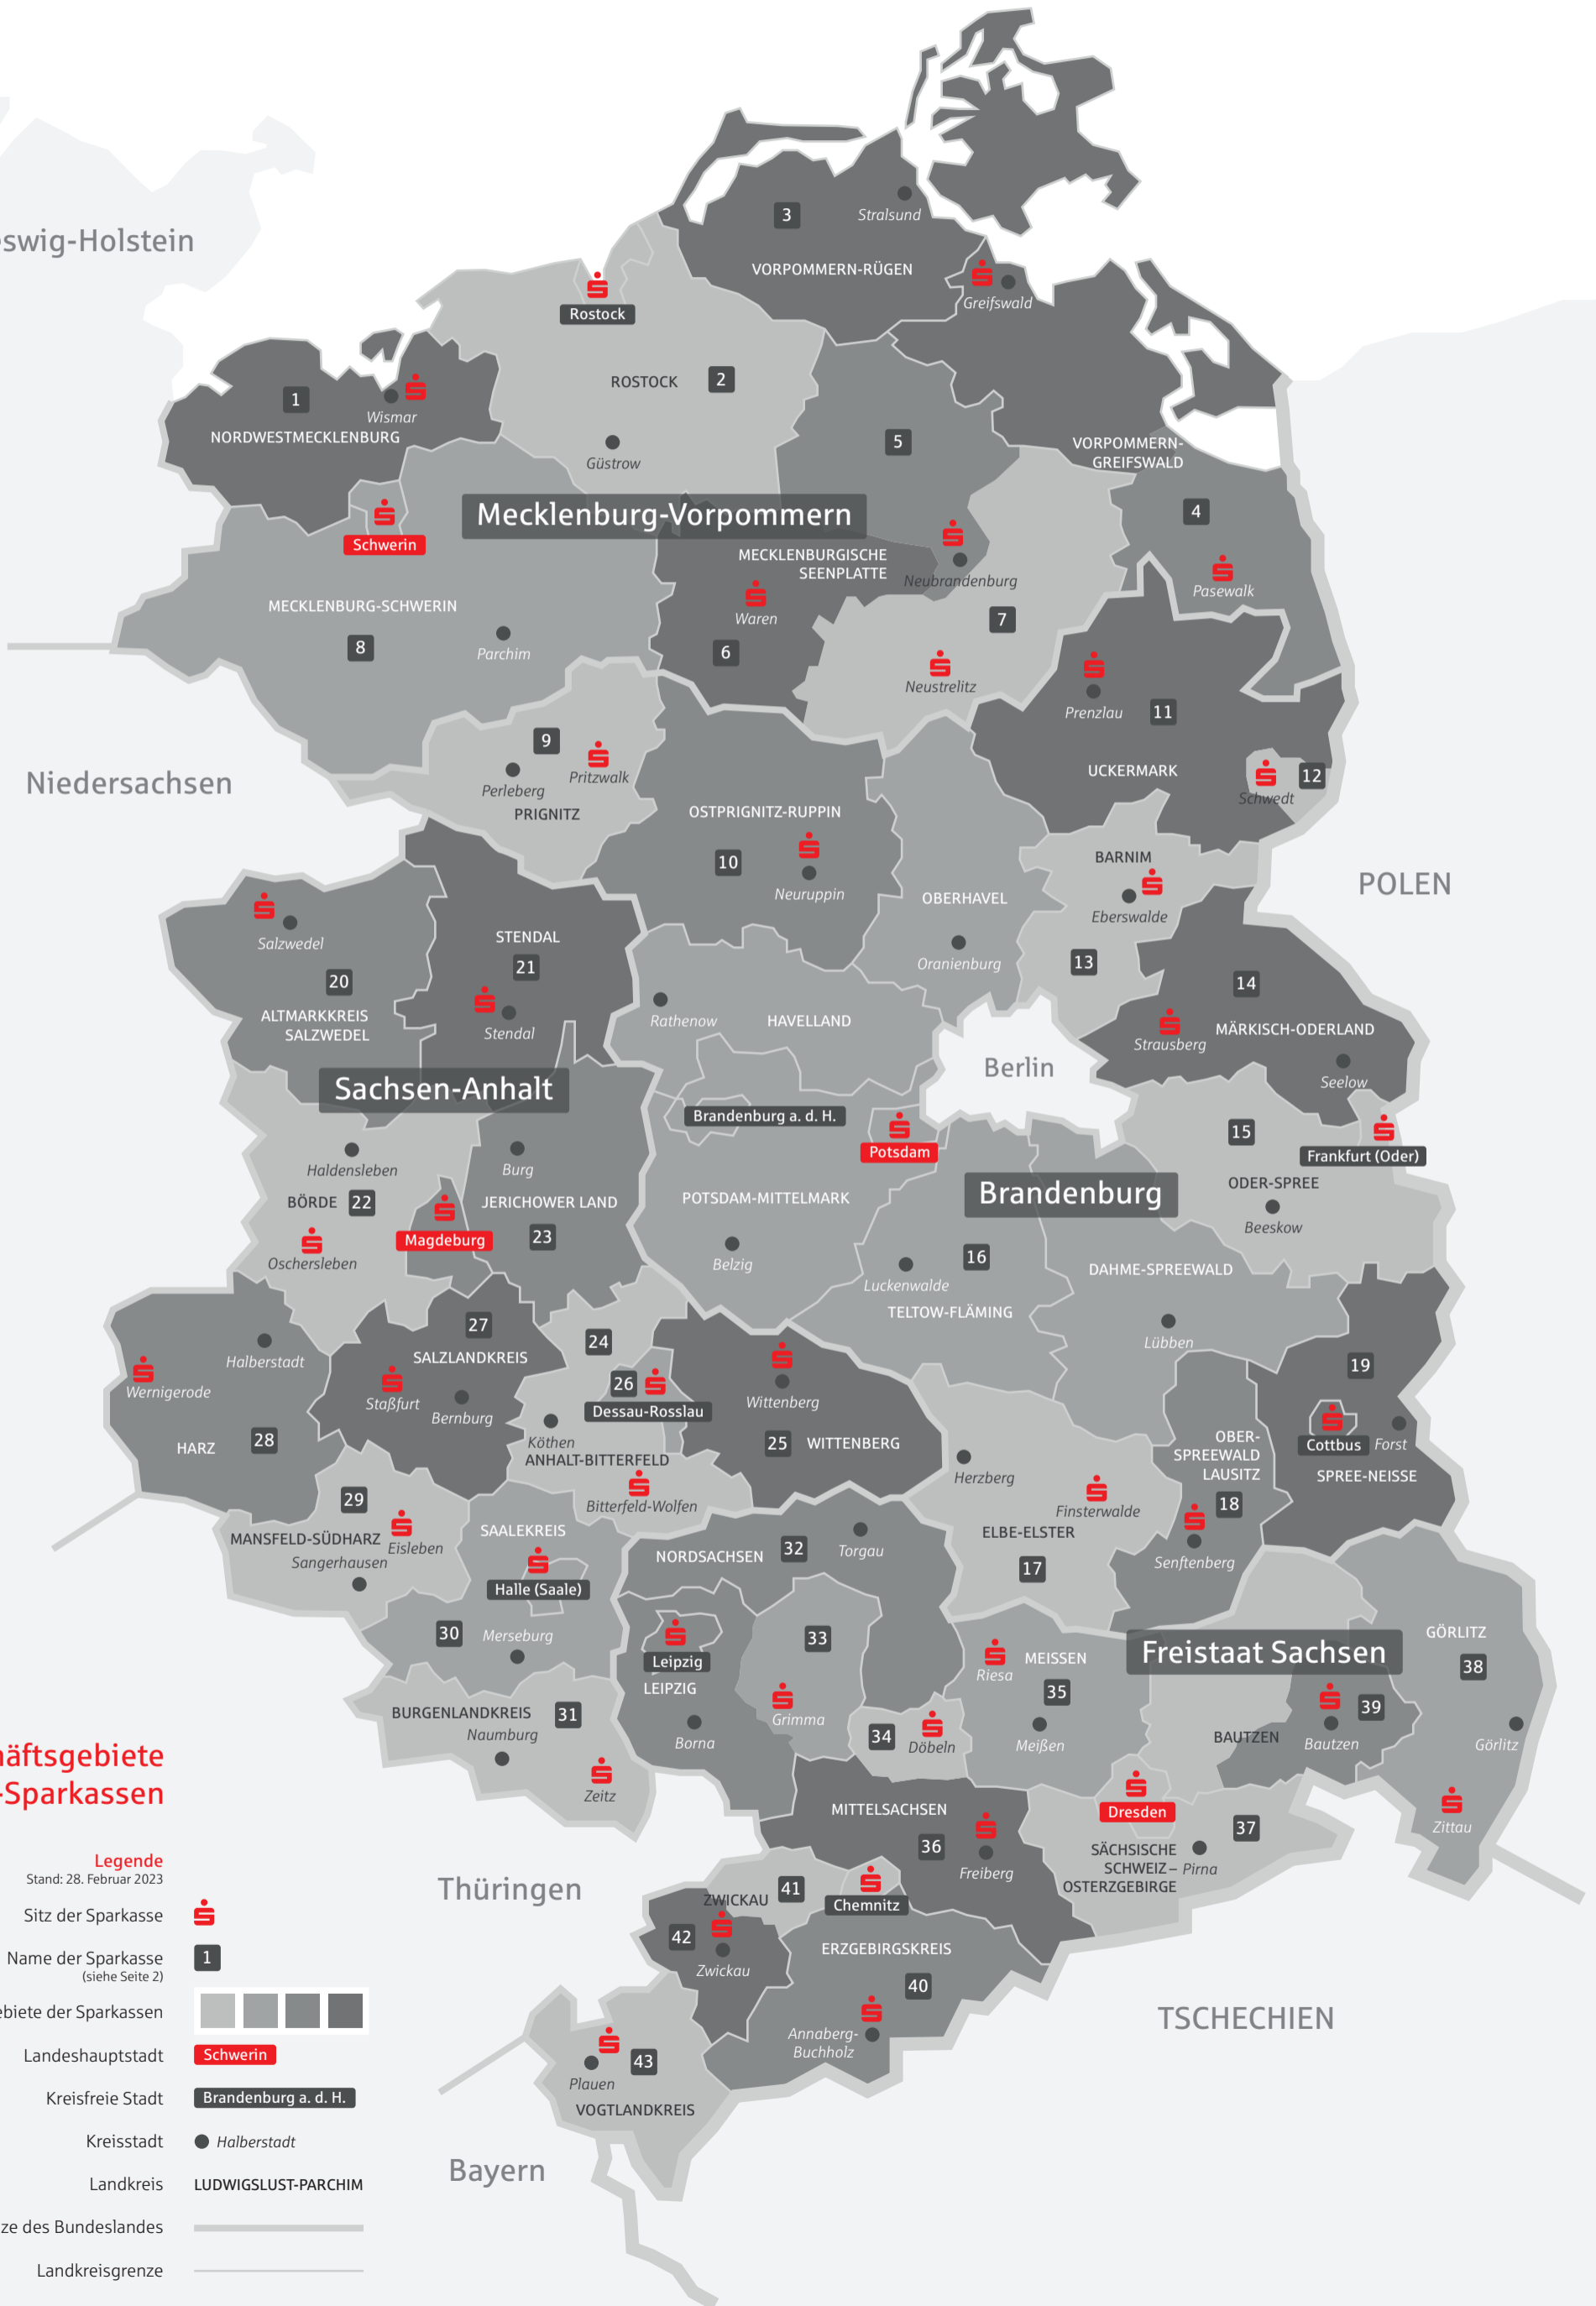 eswig-Holstein
3
Stralsund
VORPOMMERN-RÜGEN
Greifswald
Rostock
ROSTOCK
2
1
Wismar
NORDWESTMECKLENBURG
Güstrow
5
VORPOMMERN-
GREIFSWALD
Mecklenburg-Vorpommern
4
Schwerin
MECKLENBURGISCHE
SEENPLATTE
Neubrandenburg
Pasewalk
MECKLENBURG-SCHWERIN
Waren
7
8
Parchim
6
Neustrelitz
Prenzlau
11
9
Pritzwalk
Perleberg
PRIGNITZ
Niedersachsen
UCKERMARK
12
Schwedt
OSTPRIGNITZ-RUPPIN
10
Neuruppin
BARNIM
Eberswalde
13
OBERHAVEL
Oranienburg
POLEN
Salzwedel
20
ALTMARKKREIS
SALZWEDEL
STENDAL
21
Stendal
Rathenow
HAVELLAND
14
MÄRKISCH-ODERLAND
Strausberg
Seelow
Berlin
Sachsen-Anhalt
Brandenburg a. d. H.
Potsdam
15
Frankfurt (Oder)
Haldensleben
Burg
BÖRDE
22
JERICHOWER LAND
23
Magdeburg
Oschersleben
POTSDAM-MITTELMARK
Brandenburg
ODER-SPREE
Beeskow
Belzig
16
Luckenwalde
TELTOW-FLÄMING
DAHME-SPREEWALD
Lübben
27
SALZLANDKREIS
24
Halberstadt
Wernigerode
Staßfurt
Bernburg
26
Dessau-Rosslau
Wittenberg
19
HARZ
28
Köthen
ANHALT-BITTERFELD
25
WITTENBERG
OBER-
SPREEWALD
LAUSITZ
18
Cottbus
Forst
SPREE-NEISSE
Herzberg
29
MANSFELD-SÜDHARZ
Eisleben
Sangerhausen
Bitterfeld-Wolfen
Finsterwalde
ELBE-ELSTER
17
Senftenberg
SAALEKREIS
Halle (Saale)
NORDSACHSEN
32
Torgau
30
Merseburg
Leipzig
LEIPZIG
33
Riesa
MEISSEN
Freistaat Sachsen
GÖRLITZ
38
BURGENLANDKREIS
31
Naumburg
Borna
Grimma
35
Meißen
39
BAUTZEN
Bautzen
Görlitz
34
Döbeln
Zeitz
häftsgebiete
-Sparkassen
MITTELSACHSEN
36
Freiberg
Dresden
37
SÄCHSISCHE
SCHWEIZ–
OSTERZGEBIRGE
Pirna
Zittau
Thüringen
41
ZWICKAU
Chemnitz
42
Zwickau
ERZGEBIRGSKREIS
40
Annaberg-
Buchholz
TSCHECHIEN
43
Plauen
VOGTLANDKREIS
Bayern
Legende
Stand: 28. Februar 2023
Sitz der Sparkasse
Name der Sparkasse 1
(siehe Seite 2)
ebiete der Sparkassen
Landeshauptstadt Schwerin
Kreisfreie Stadt Brandenburg a. d. H.
Kreisstadt Halberstadt
Landkreis LUDWIGSLUST-PARCHIM
ze des Bundeslandes
Landkreisgrenze